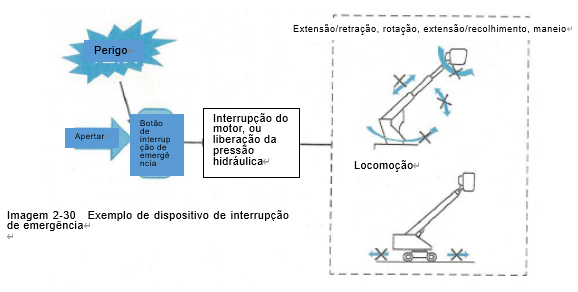 Extensão/retração, rotação, extensão/recolhimento, maneio
Perigo
Apertar
Botão
de
interrup
ção de
emergê
ncia
Interrupção do
motor, ou
liberação da
pressão
hidráulica
Locomoção
Imagem 2-30 Exemplo de dispositivo de interrupção
de emergência